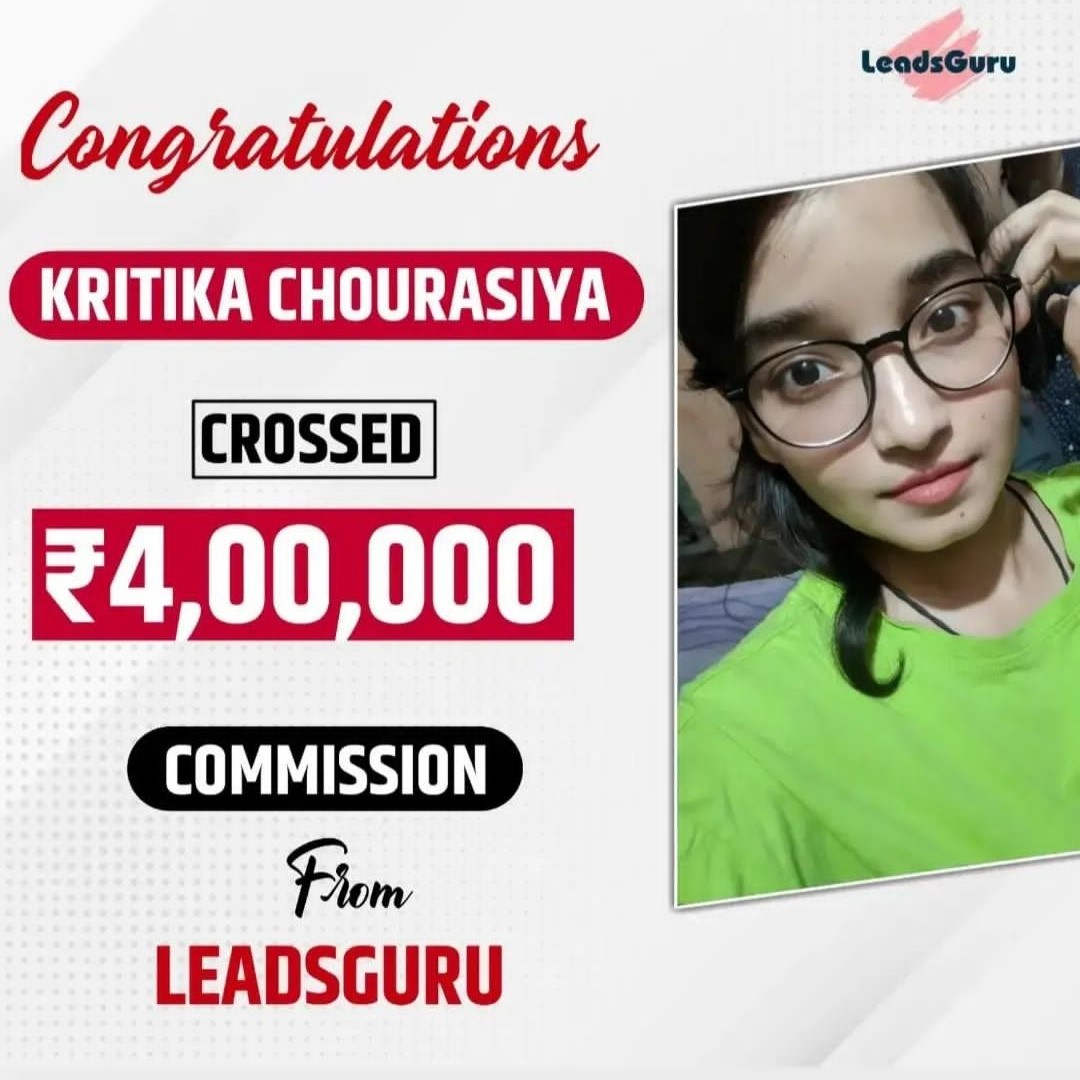 LeadsGuru
Congratulations
KRITIKA CHOURASIYA
CROSSED
₹4,00,000
COMMISSION
From
LEADSGURU